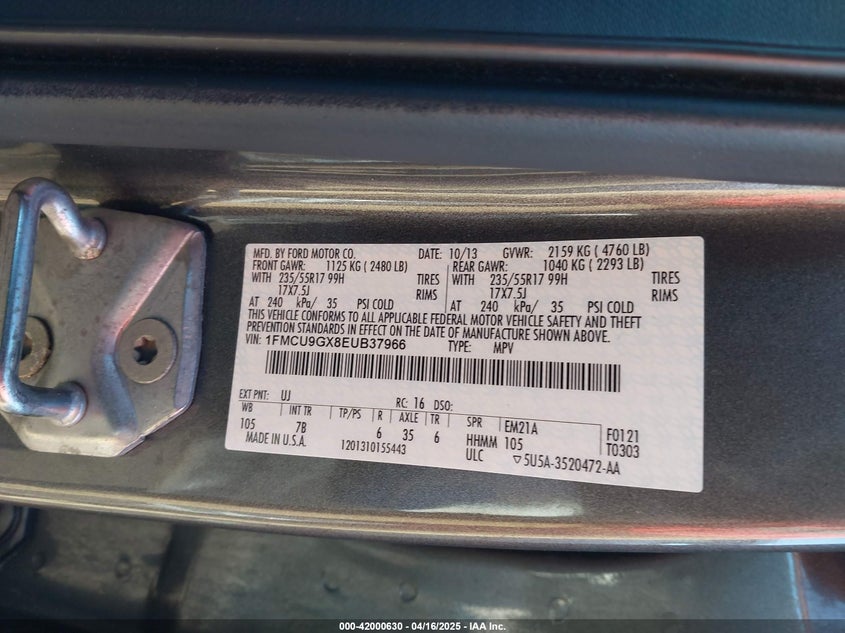 MFD. BY FORD MOTOR CO. DATE: 10/13 GVWR: 2159 KG ( 4760 LB)
FRONT GAWR: 1125 KG ( 2480 LB) REAR GAWR: 1040 KG ( 2293 LB)
WITH 235/55R17 99H TIRES WITH 235/55R17 99H TIRES
17X7.5J RIMS 17X7.5J RIMS
AT 240 kPa/ 35 PSI COLD AT 240 kPa/ 35 PSI COLD
THIS VEHICLE CONFORMS TO ALL APPLICABLE FEDERAL MOTOR VEHICLE SAFETY AND THEFT
PREVENTION STANDARDS IN EFFECT ON THE DATE OF MANUFACTURE SHOWN ABOVE.
VIN: 1FMCU9GX8EUB37966 TYPE: MPV
EXT PNT: UJ RC: 16 DSO:
WB INT TR TP/PS R AXLE TR SPR EM21A F0121
105 7B 6 35 6 HHMM 105 T0303
MADE IN U.S.A. 1201310155443 ULC ▽5U5A-3520472-AA
000-42000630 - 04/16/2025 - IAA Inc.